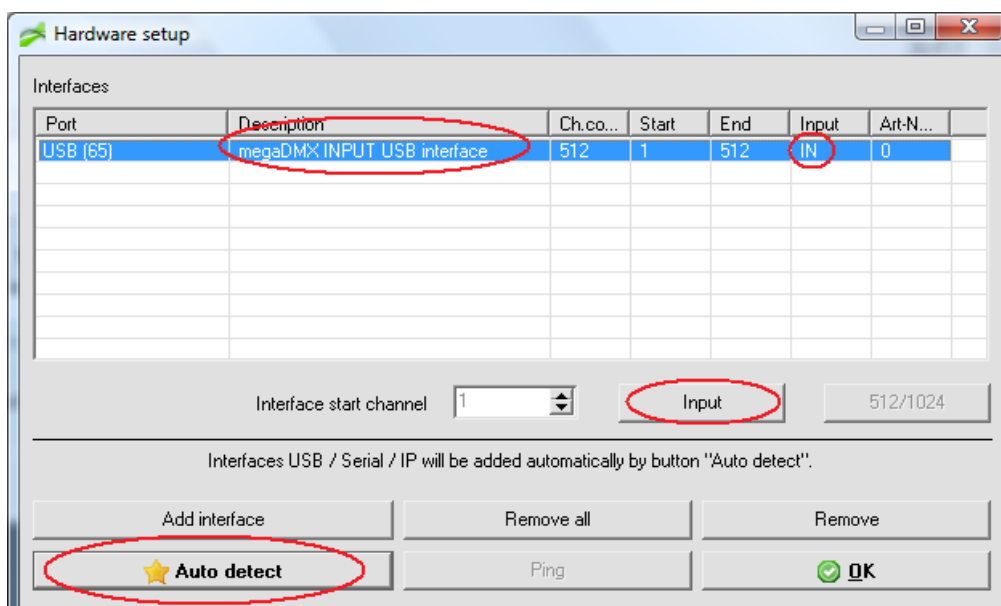 Hardware setup
Interfaces
Port Description Ch.co... Start End Input Art-N...
USB (65) megaDMX INPUT USB interface 512 1 512 IN 0
Interface start channel 1 Input 512/1024
Interfaces USB / Serial / IP will be added automatically by button "Auto detect".
Add interface Remove all Remove
Auto detect Ping OK